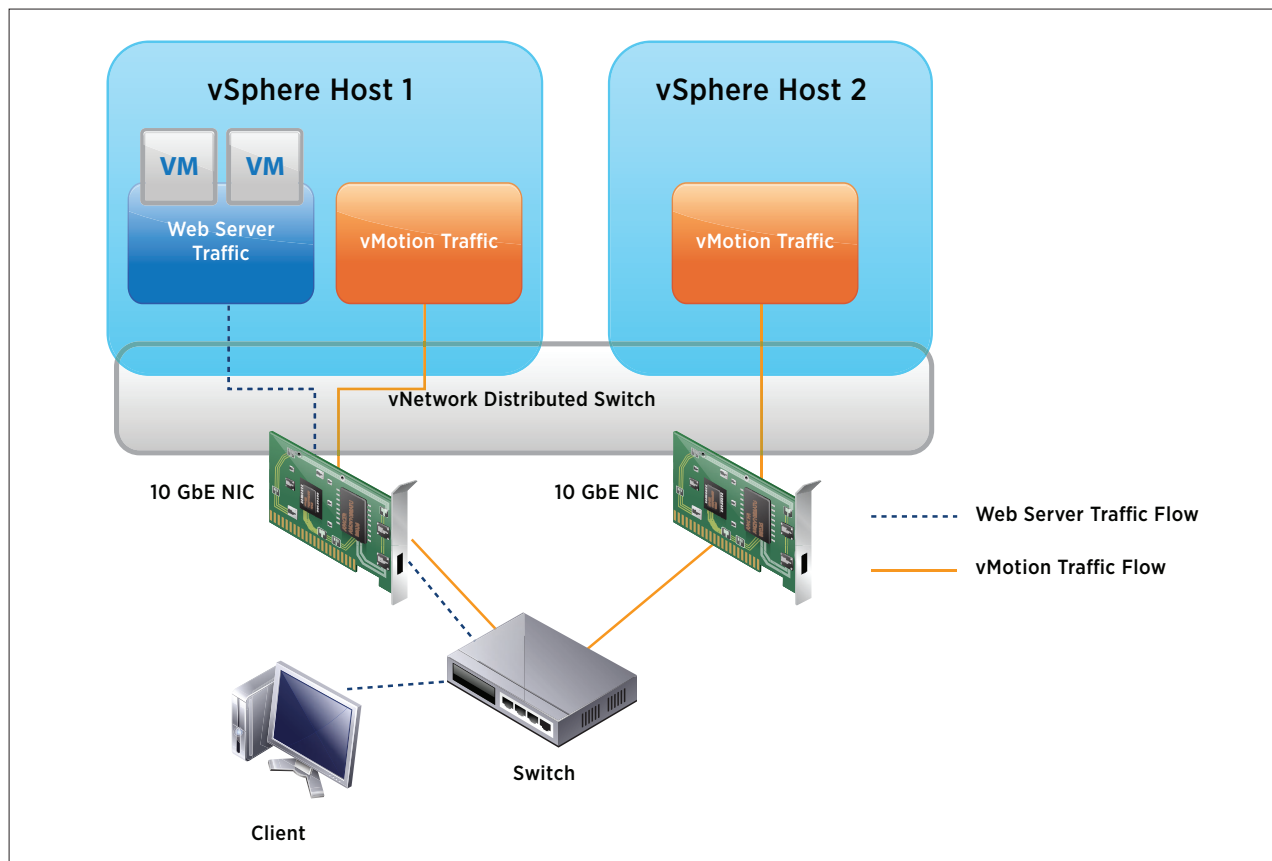 vSphere Host 1
vSphere Host 2
VM
VM
Web Server
Traffic
vMotion Traffic
vMotion Traffic
vNetwork Distributed Switch
10 GbE NIC
10 GbE NIC
Web Server Traffic Flow
vMotion Traffic Flow
Switch
Client